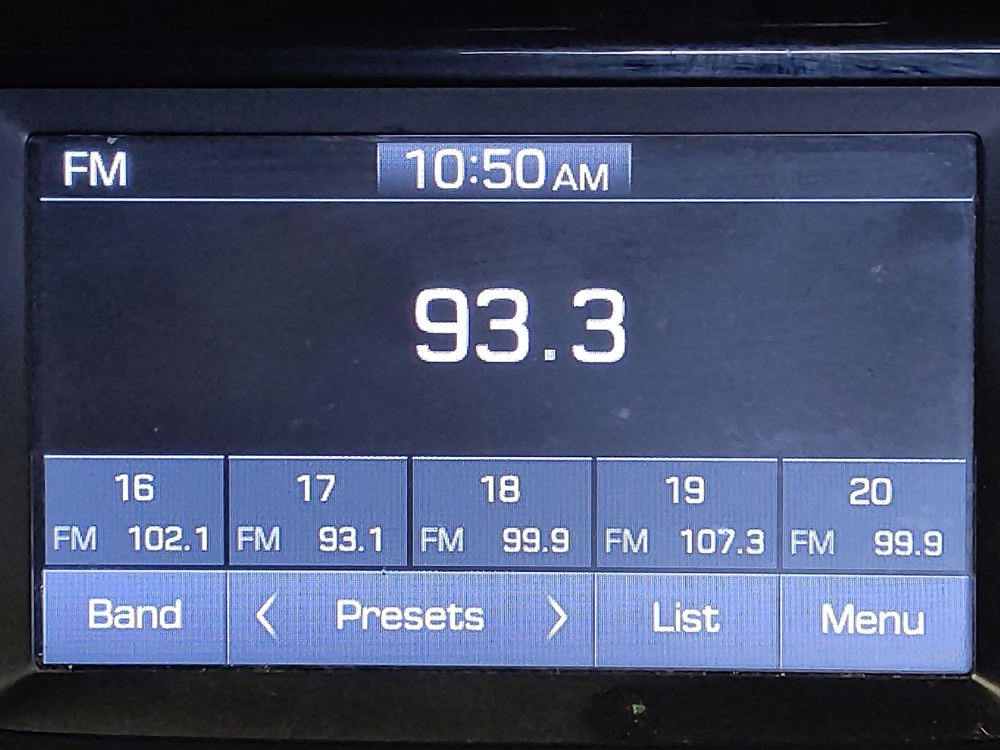 FM 10:50 AM
93.3
16 17 18 19 20
FM 102.1 FM 93.1 FM 99.9 FM 107.3 FM 99.9
Band < Presets > List Menu